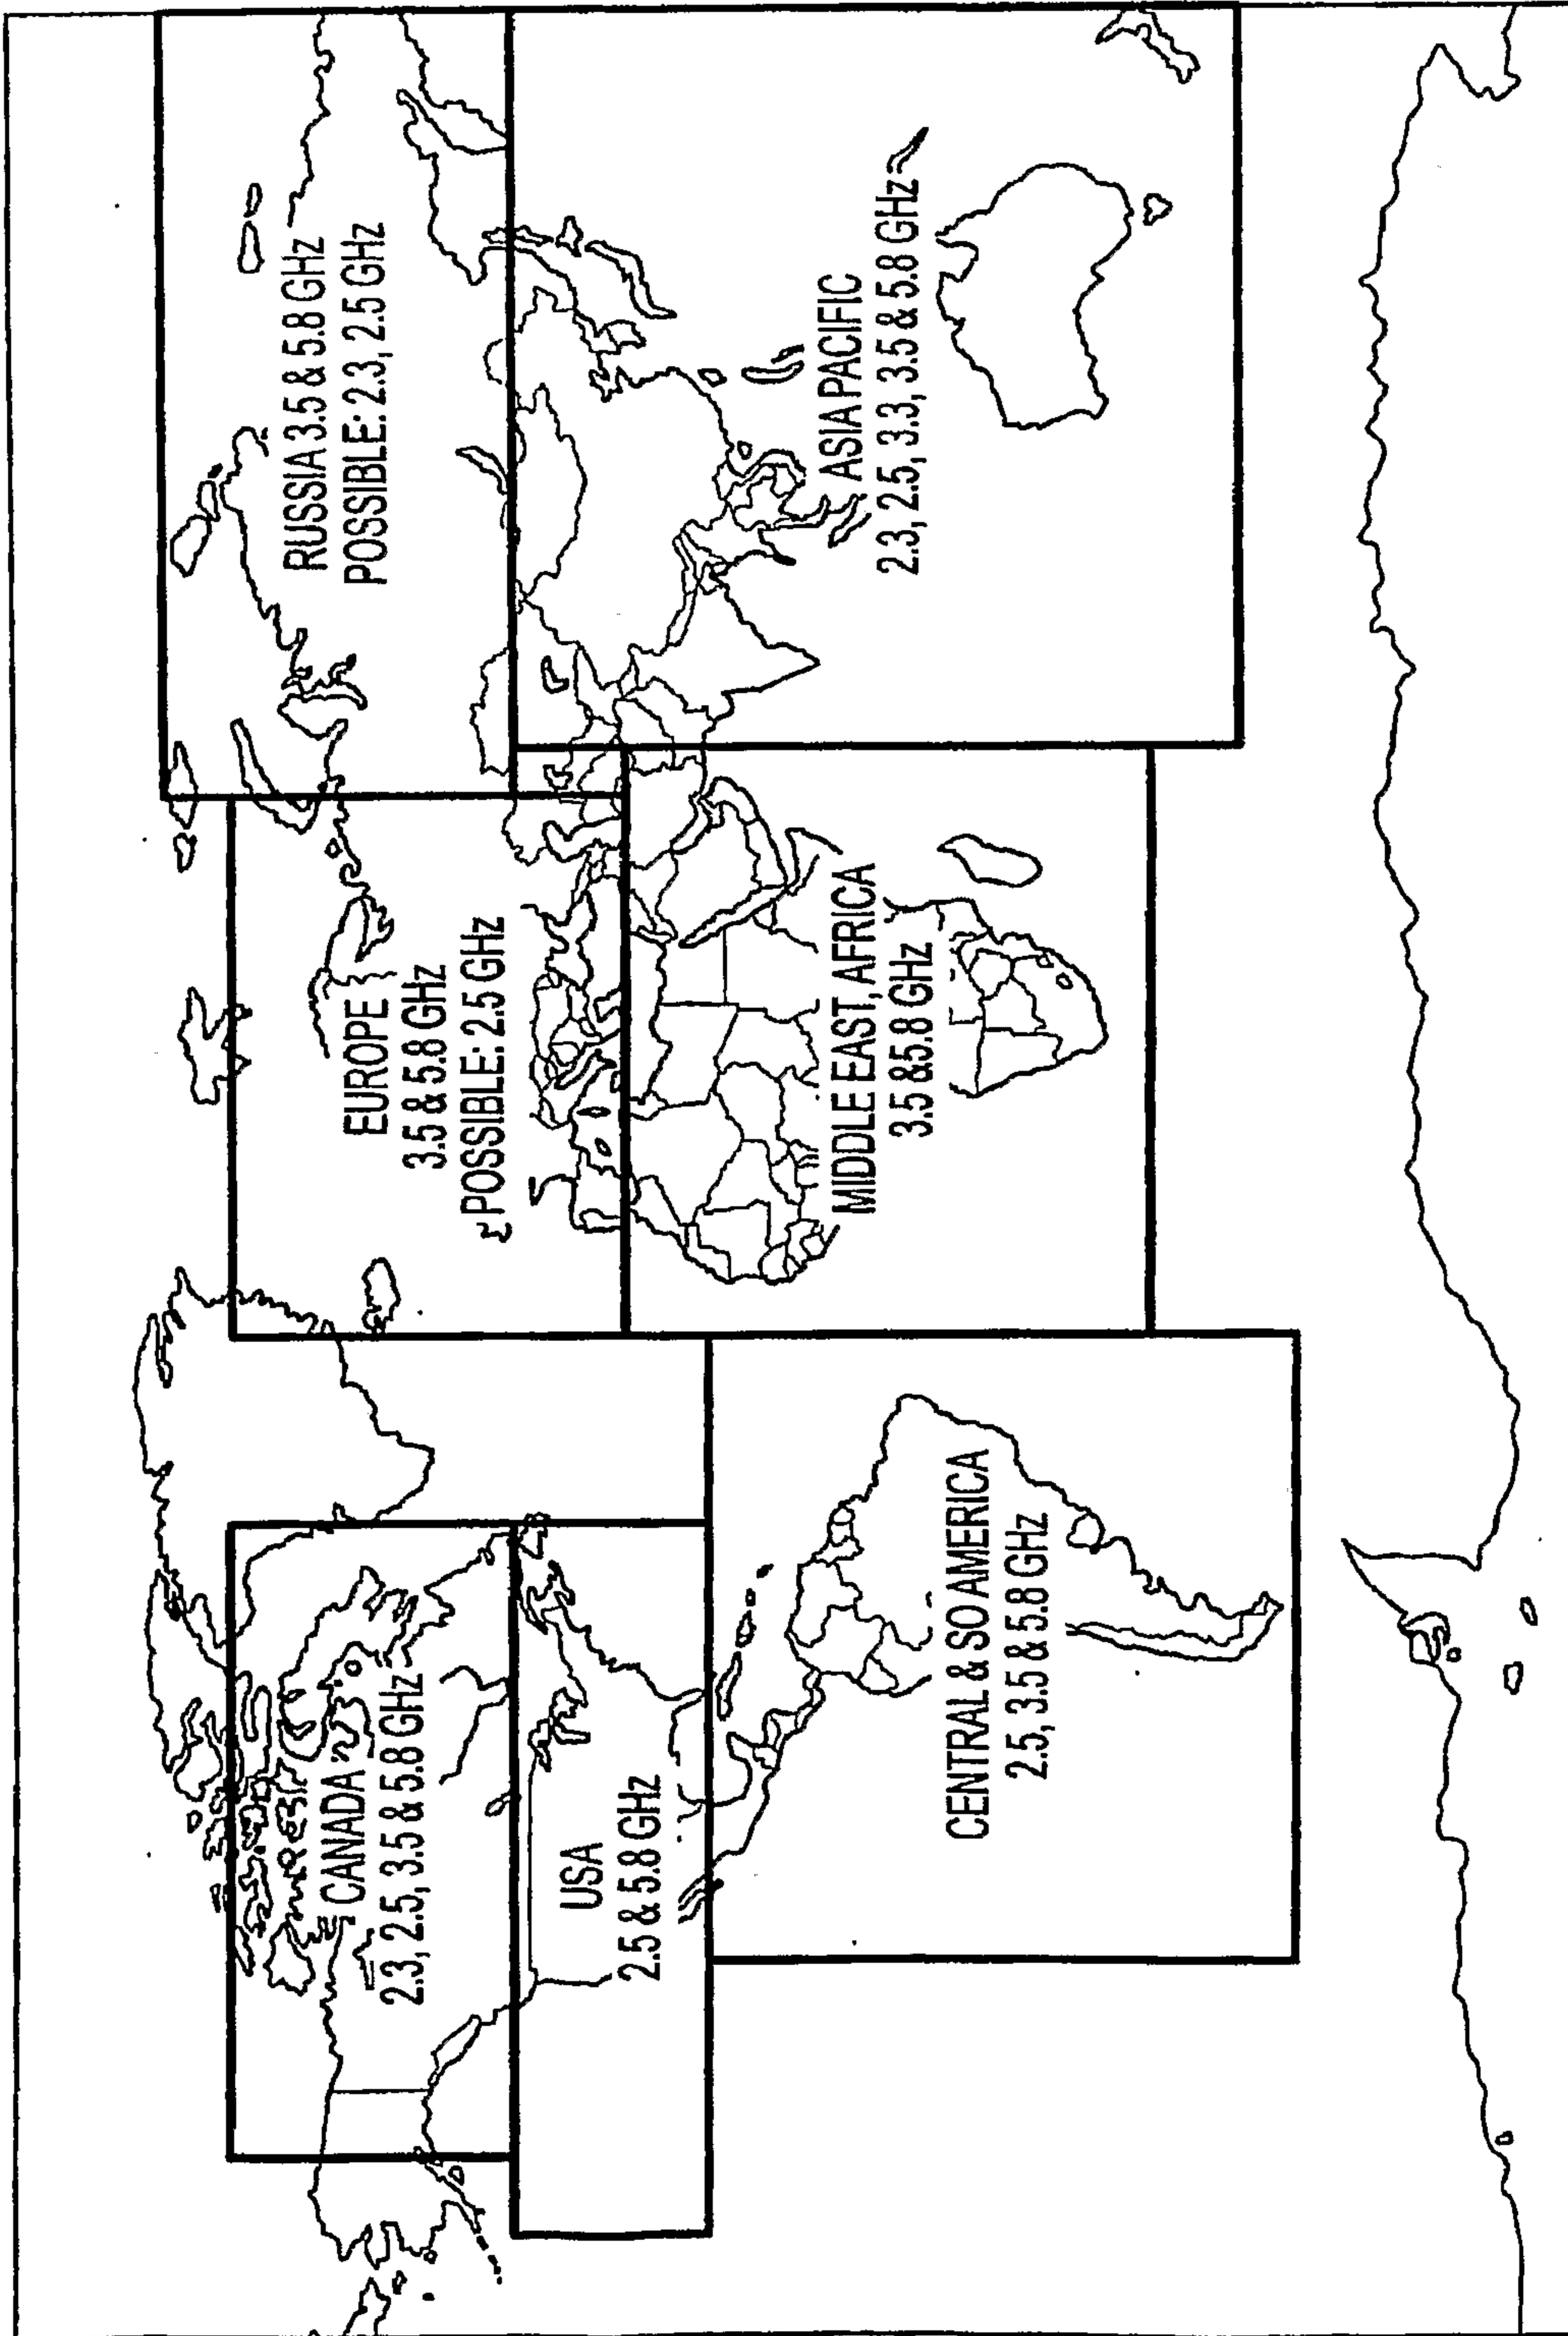 CANADA
2.3, 2.5, 3.5 & 5.8 GHz
USA
2.5 & 5.8 GHz
CENTRAL & SO AMERICA
2.5, 3.5 & 5.8 GHz
EUROPE
3.5 & 5.8 GHz
POSSIBLE: 2.5 GHz
MIDDLE EAST, AFRICA
3.5 & 5.8 GHz
RUSSIA 3.5 & 5.8 GHz
POSSIBLE: 2.3, 2.5 GHz
ASIA PACIFIC
2.3, 2.5, 3.3, 3.5 & 5.8 GHz